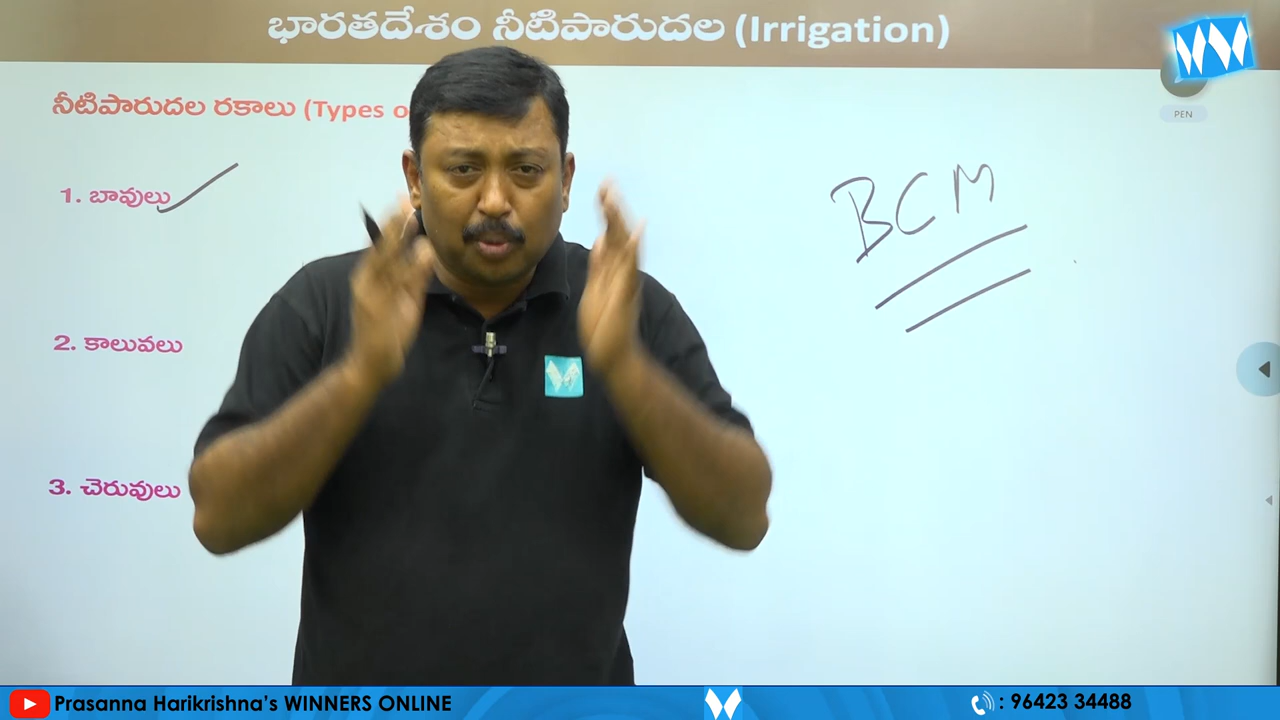 భారతదేశం నీటిపారుదల (Irrigation)
నీటిపారుదల రకాలు (Types o
PEN
1. బావులు
BCM
2. కాలువలు
3. చెరువులు
Prasanna Harikrishna's WINNERS ONLINE
: 96423 34488